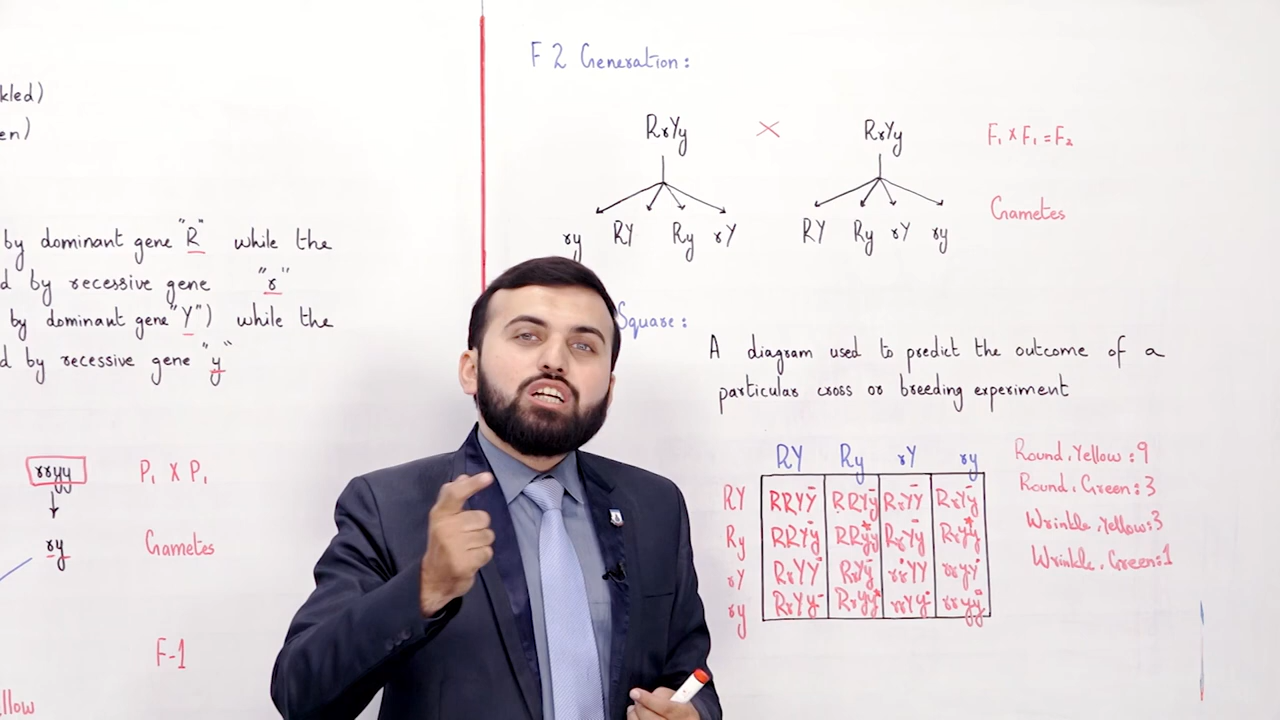 kled)
en)
by dominant gene "R" while the
d by recessive gene "r"
by dominant gene "Y") while the
d by recessive gene "y"
rryy P₁ X P₁
ry Gametes
F-1
llow
F 2 Generation:
RrYy × RrYy F₁ × F₁ = F₂
Gametes
ry RY Ry rY RY Ry rY ry
Square:
A diagram used to predict the outcome of a
particular cross or breeding experiment
RY Ry rY ry
RY RRYY RRYy RrYY RrYy
Ry RRYy RRyy RrYy Rryy
rY RrYY RrYy rrYY rrYy
ry RrYy Rryy rrYy rryy
Round, Yellow : 9
Round, Green : 3
Wrinkle, Yellow : 3
Wrinkle, Green : 1